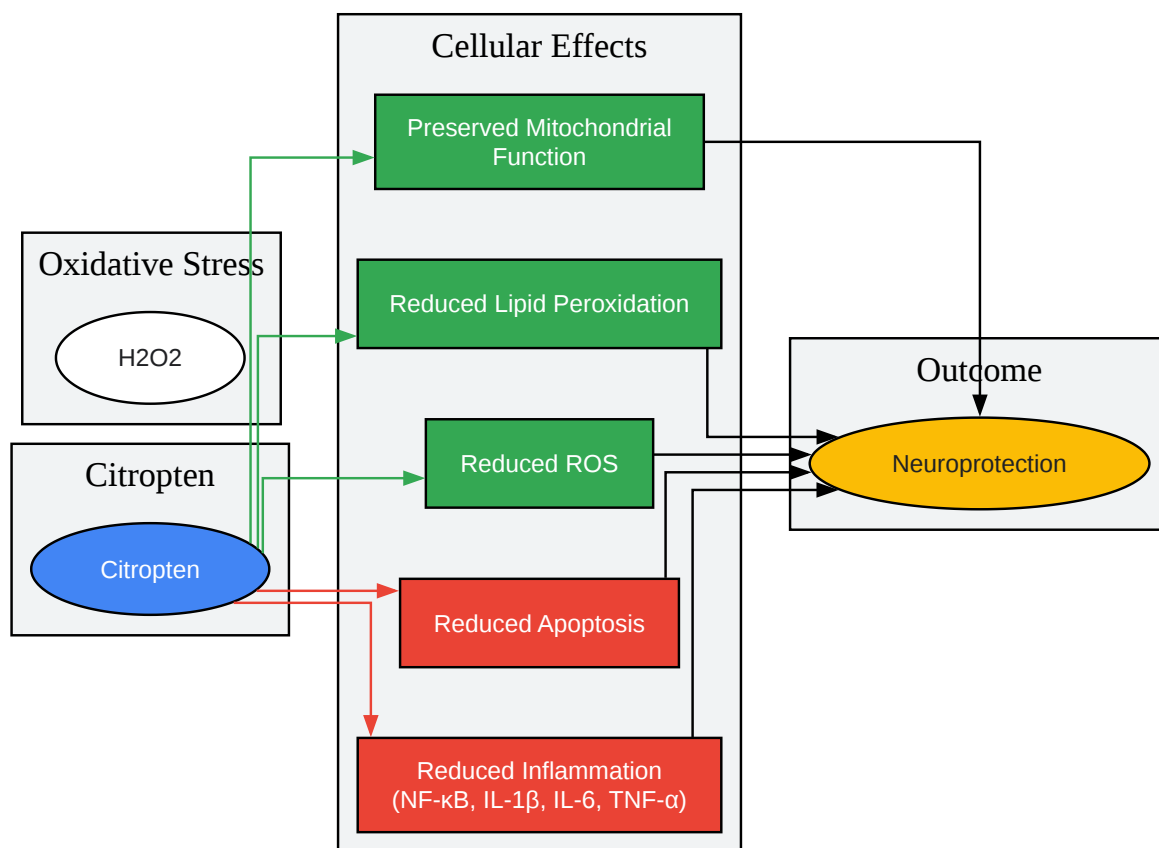 Cellular Effects
Preserved Mitochondrial
Function
Oxidative Stress
H2O2
Reduced Lipid Peroxidation
Outcome
Neuroprotection
Citropten
Citropten
Reduced ROS
Reduced Apoptosis
Reduced Inflammation
(NF-κB, IL-1β, IL-6, TNF-α)